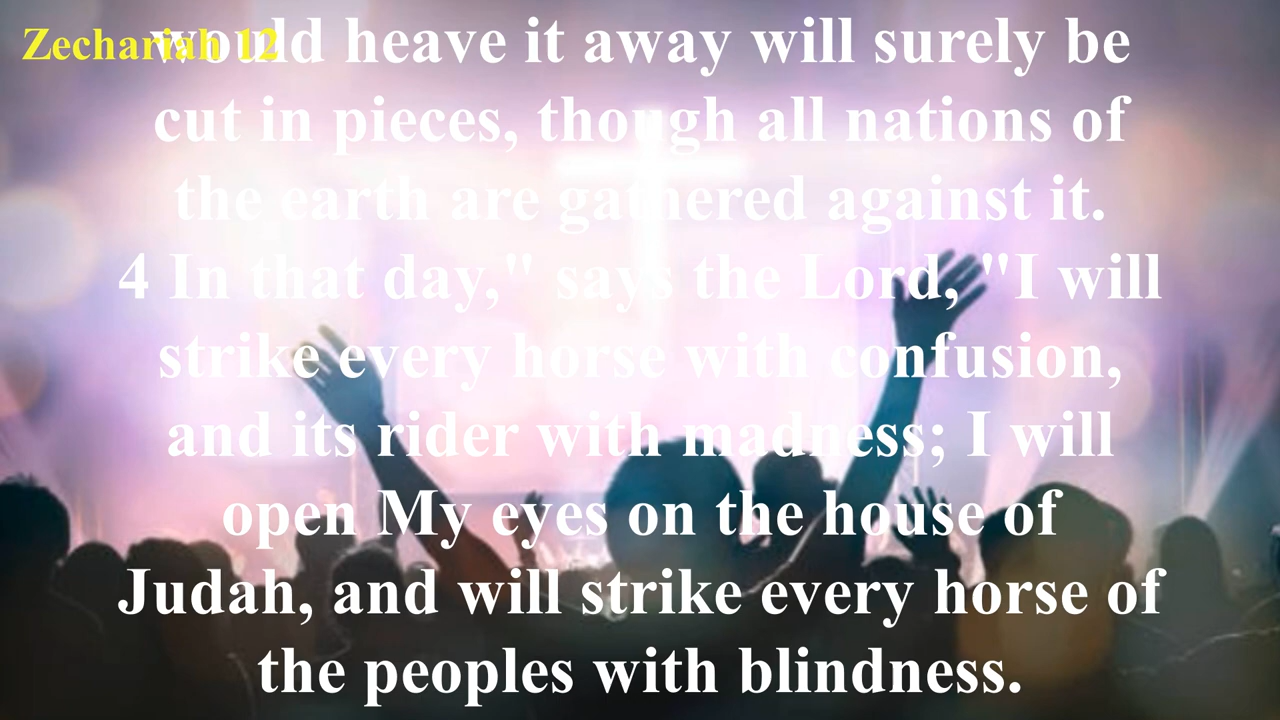 Zechariah 12
would heave it away will surely be
cut in pieces, though all nations of
the earth are gathered against it.
4 In that day," says the Lord, "I will
strike every horse with confusion,
and its rider with madness; I will
open My eyes on the house of
Judah, and will strike every horse of
the peoples with blindness.